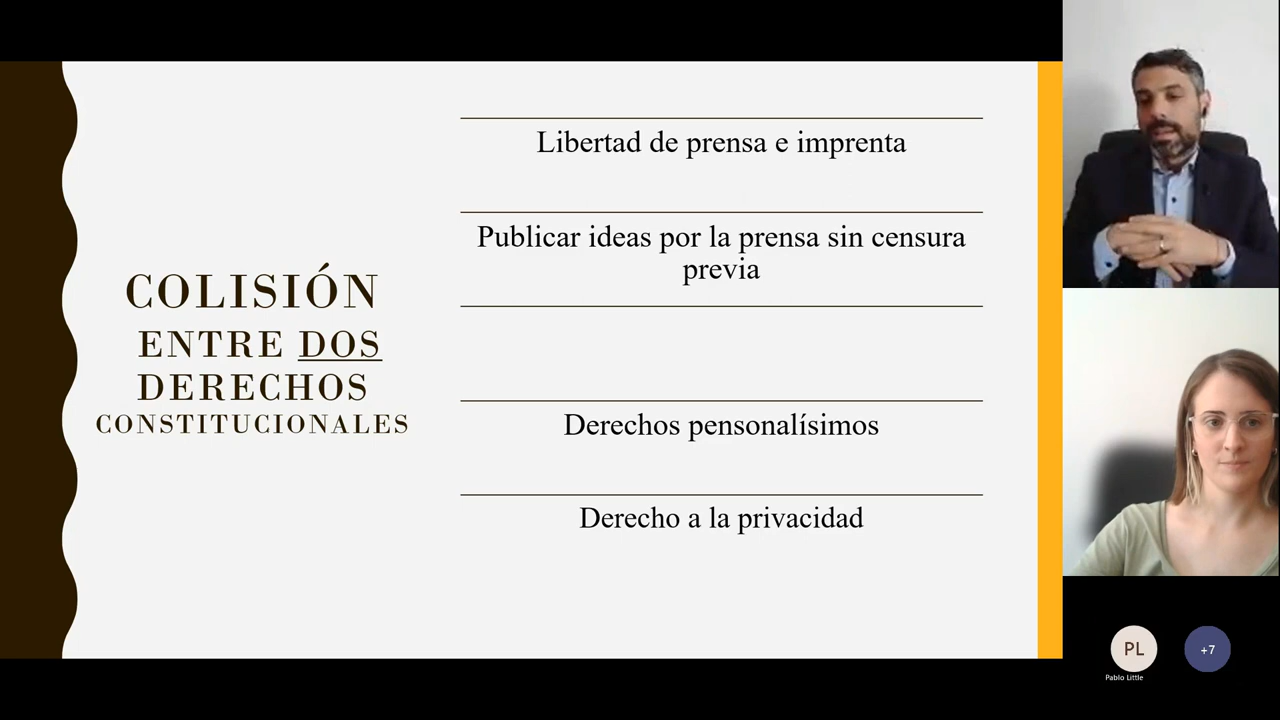 COLISIÓN
ENTRE DOS
DERECHOS
CONSTITUCIONALES
Libertad de prensa e imprenta
Publicar ideas por la prensa sin censura
previa
Derechos pensonalísimos
Derecho a la privacidad
PL
+7
Pablo Little